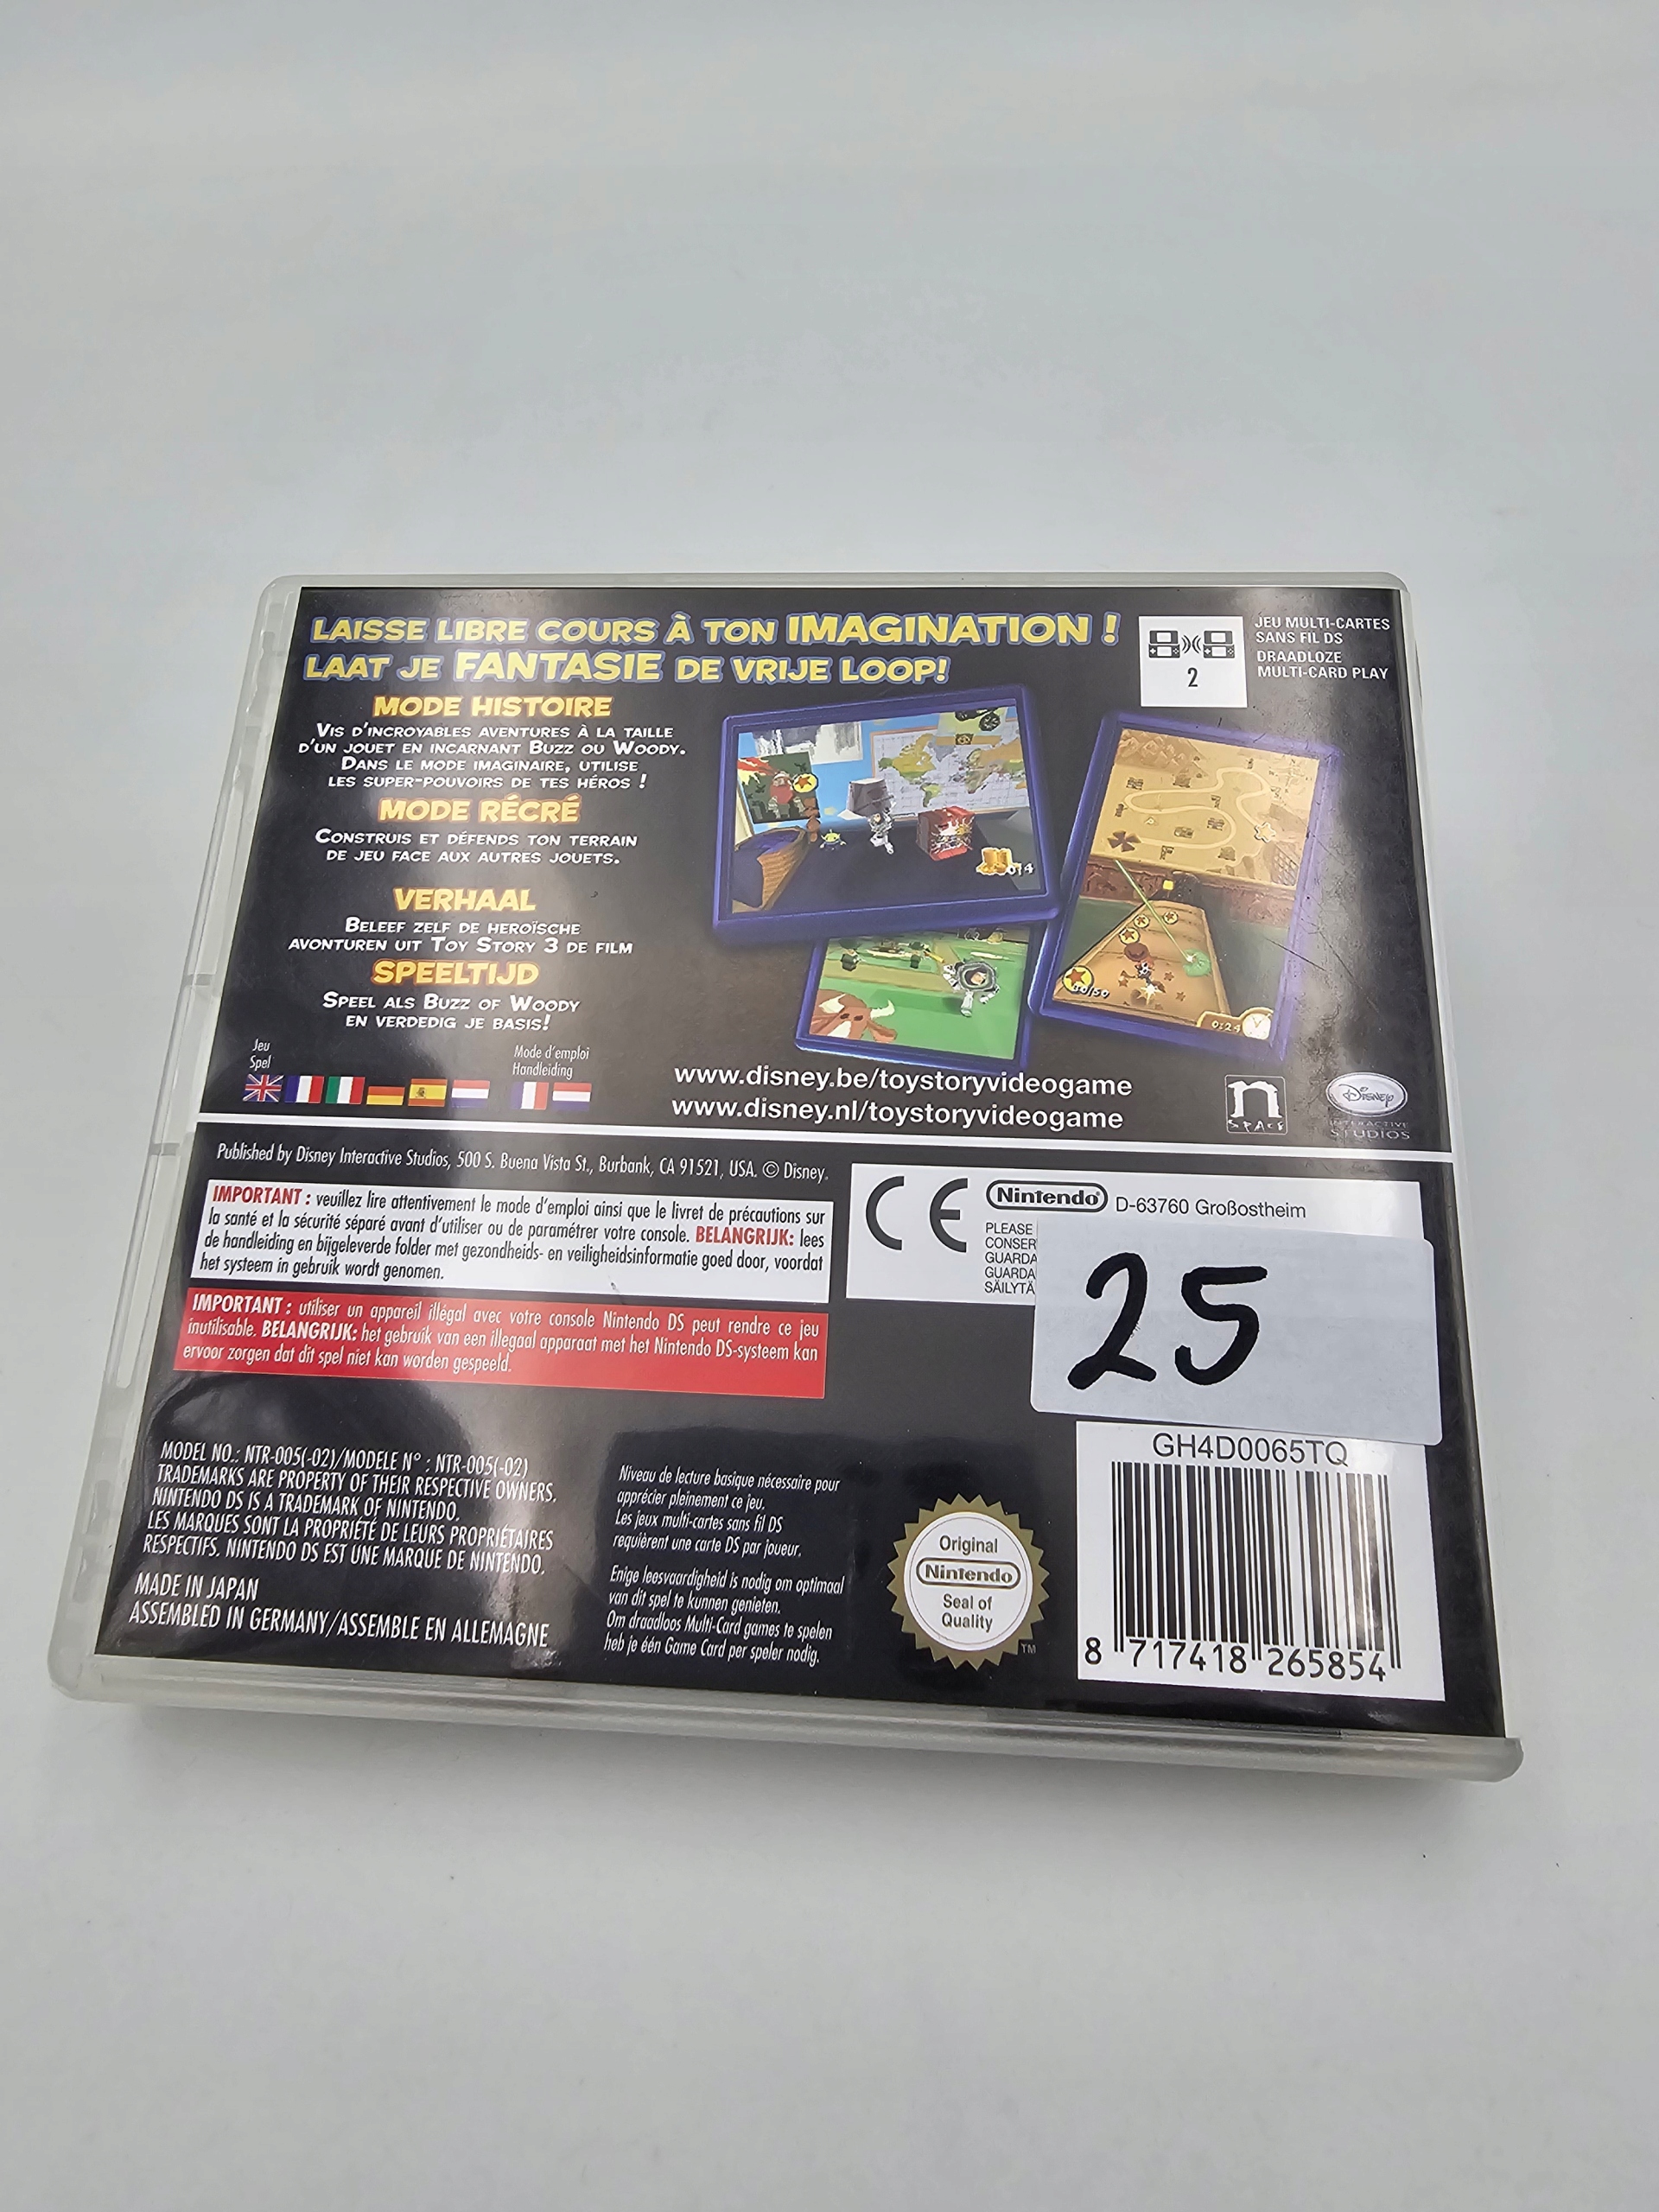 LAISSE LIBRE COURS À TON IMAGINATION !
LAAT JE FANTASIE DE VRIJE LOOP!
2
JEU MULTI-CARTES
SANS FIL DS
DRAADLOZE
MULTI-CARD PLAY
MODE HISTOIRE
VIS D'INCROYABLES AVENTURES À LA TAILLE
D'UN JOUET EN INCARNANT BUZZ OU WOODY.
DANS LE MODE IMAGINAIRE, UTILISE
LES SUPER-POUVOIRS DE TES HÉROS !
MODE RÉCRÉ
CONSTRUIS ET DÉFENDS TON TERRAIN
DE JEU FACE AUX AUTRES JOUETS.
VERHAAL
BELEEF ZELF DE HEROÏSCHE
AVONTUREN UIT TOY STORY 3 DE FILM
SPEELTIJD
SPEEL ALS BUZZ OF WOODY
EN VERDEDIG JE BASIS!
Jeu
Spel
Mode d'emploi
Handleiding
www.disney.be/toystoryvideogame
www.disney.nl/toystoryvideogame
n
SPACE
Disney
INTERACTIVE
STUDIOS
Published by Disney Interactive Studios, 500 S. Buena Vista St., Burbank, CA 91521, USA. © Disney.
IMPORTANT : veuillez lire attentivement le mode d'emploi ainsi que le livret de précautions sur
la santé et la sécurité séparé avant d'utiliser ou de paramétrer votre console. BELANGRIJK: lees
de handleiding en bijgeleverde folder met gezondheids- en veiligheidsinformatie goed door, voordat
het systeem in gebruik wordt genomen.
IMPORTANT : utiliser un appareil illégal avec votre console Nintendo DS peut rendre ce jeu
inutilisable. BELANGRIJK: het gebruik van een illegaal apparaat met het Nintendo DS-systeem kan
ervoor zorgen dat dit spel niet kan worden gespeeld.
CE
Nintendo® D-63760 Großostheim
PLEASE
CONSER
GUARDA
GUARDA
SÄILYTÄ
25
MODEL NO.: NTR-005(-02)/MODELE N° : NTR-005(-02)
TRADEMARKS ARE PROPERTY OF THEIR RESPECTIVE OWNERS.
NINTENDO DS IS A TRADEMARK OF NINTENDO.
LES MARQUES SONT LA PROPRIÉTÉ DE LEURS PROPRIÉTAIRES
RESPECTIFS. NINTENDO DS EST UNE MARQUE DE NINTENDO.
MADE IN JAPAN
ASSEMBLED IN GERMANY/ASSEMBLE EN ALLEMAGNE
Niveau de lecture basique nécessaire pour
apprécier pleinement ce jeu.
Les jeux multi-cartes sans fil DS
requièrent une carte DS par joueur.
Enige leesvaardigheid is nodig om optimaal
van dit spel te kunnen genieten.
Om draadloos Multi-Card games te spelen
heb je één Game Card per speler nodig.
Original
Nintendo
Seal of
Quality
TM
GH4D0065TQ
8 717418 265854